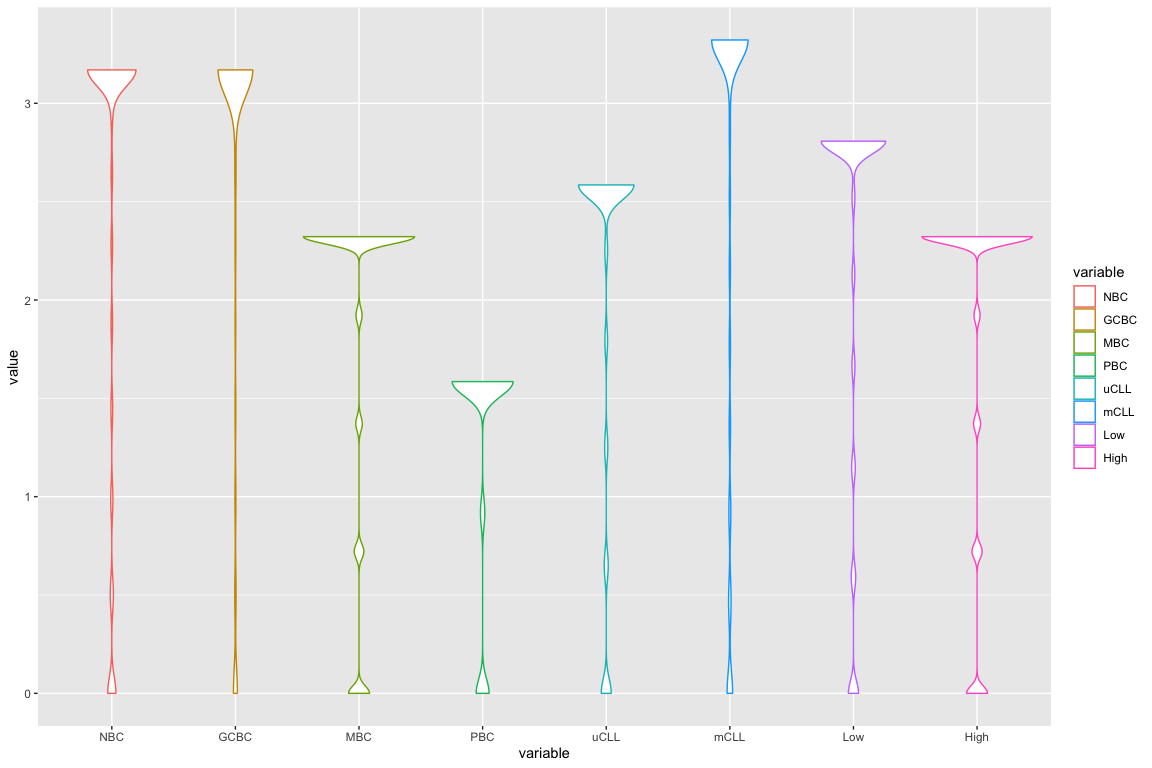 value
3
2
1
0
NBC GCBC MBC PBC uCLL mCLL Low High
variable
variable
NBC
GCBC
MBC
PBC
uCLL
mCLL
Low
High